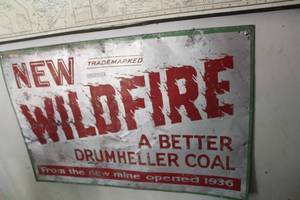 NEW
TRADEMARKED
WILDFIRE
A BETTER
DRUMHELLER COAL
From the new mine opened 1936